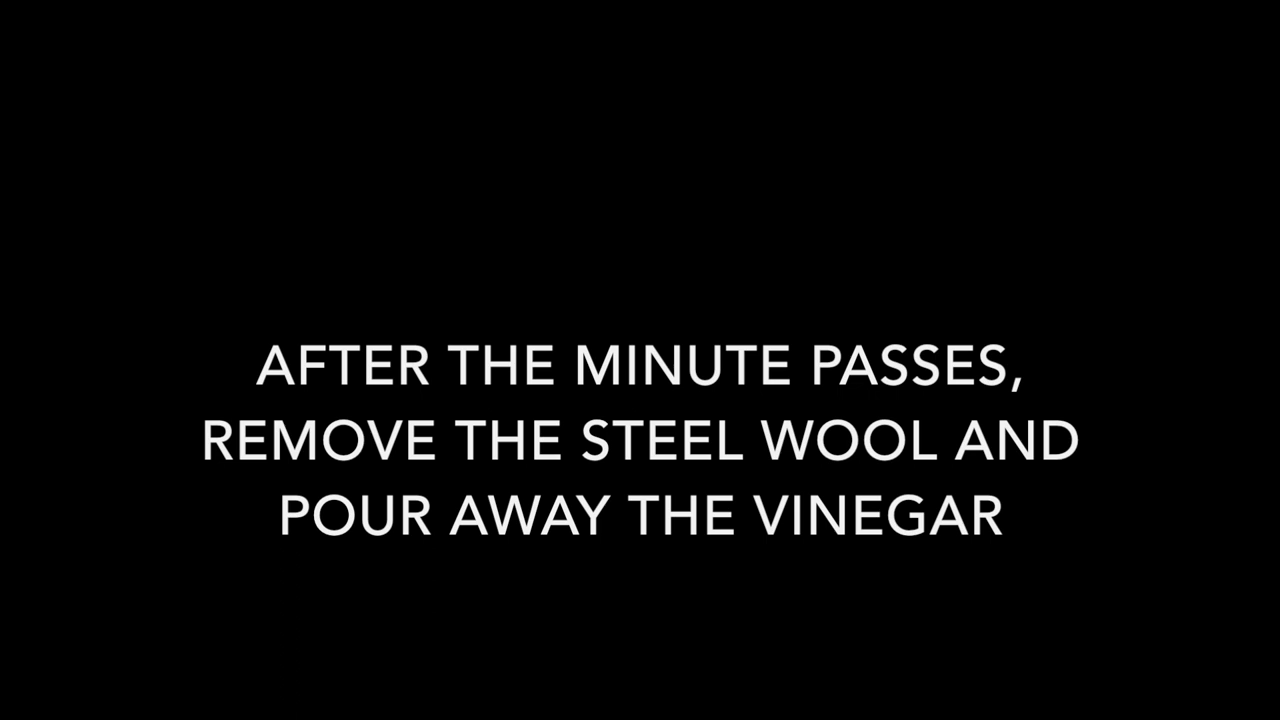 AFTER THE MINUTE PASSES,
REMOVE THE STEEL WOOL AND
POUR AWAY THE VINEGAR